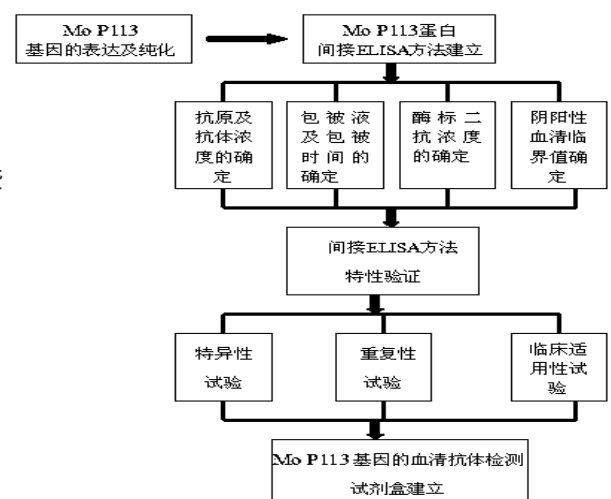 Mo P113
基因的表达及纯化
Mo P113蛋白
间接ELISA方法建立
抗原及
抗体浓
度的确
定
包被液
及包被
时间的
确定
酶标二
抗浓度
的确定
阴阳性
血清临
界值确
定
间接ELISA方法
特性验证
特异性
试验
重复性
试验
临床适
用性试
验
Mo P113基因的血清抗体检测
试剂盒建立